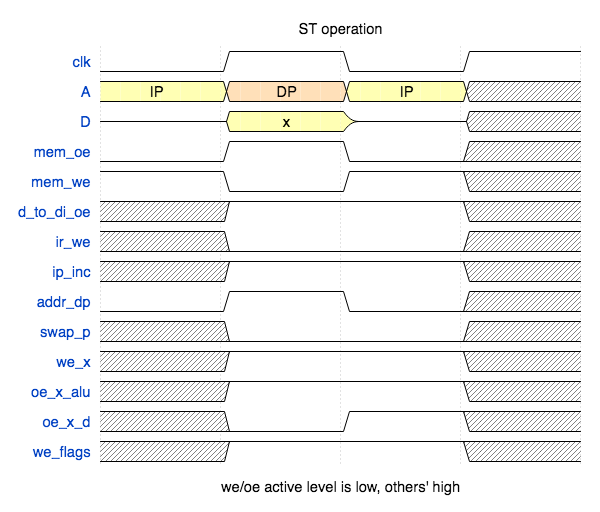 ST operation
clk
A IP DP IP
D x
mem_oe
mem_we
d_to_di_oe
ir_we
ip_inc
addr_dp
swap_p
we_x
oe_x_alu
oe_x_d
we_flags
we/oe active level is low, others' high